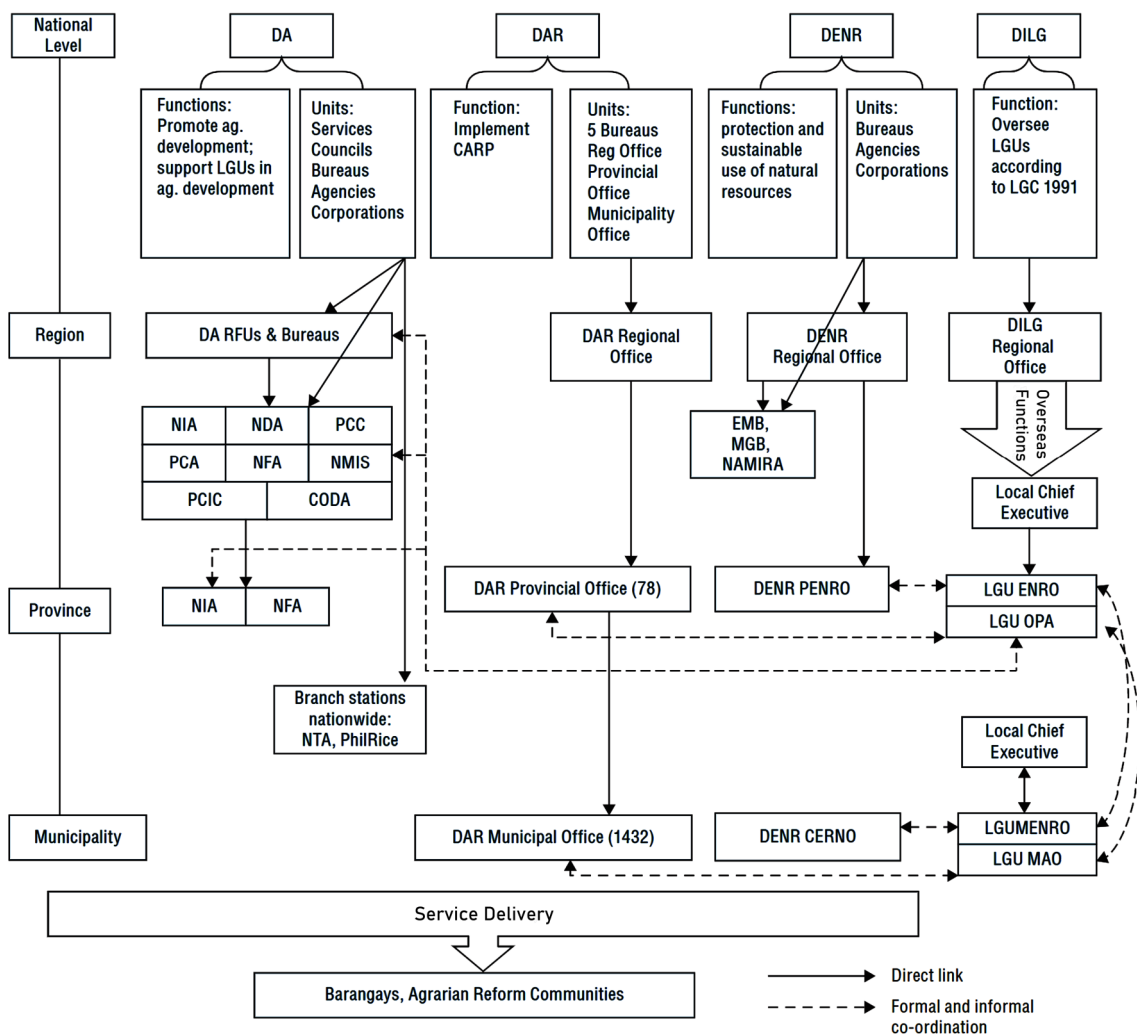 National
Level
DA
DAR
DENR
DILG
Functions:
Promote ag.
development;
support LGUs in
ag. development
Units:
Services
Councils
Bureaus
Agencies
Corporations
Function:
Implement
CARP
Units:
5 Bureaus
Reg Office
Provincial
Office
Municipality
Office
Functions:
protection and
sustainable
use of natural
resources
Units:
Bureaus
Agencies
Corporations
Function:
Oversee
LGUs
according
to LGC 1991
Region
DA RFUs & Bureaus
DAR Regional
Office
DENR
Regional Office
DILG
Regional
Office
Overseas
Functions
NIA
NDA
PCC
PCA
NFA
NMIS
PCIC
CODA
EMB,
MGB,
NAMIRA
Local Chief
Executive
Province
NIA
NFA
DAR Provincial Office (78)
DENR PENRO
LGU ENRO
LGU OPA
Branch stations
nationwide:
NTA, PhilRice
Local Chief
Executive
Municipality
DAR Municipal Office (1432)
DENR CERNO
LGUMENRO
LGU MAO
Service Delivery
Barangays, Agrarian Reform Communities
Direct link
Formal and informal
co-ordination